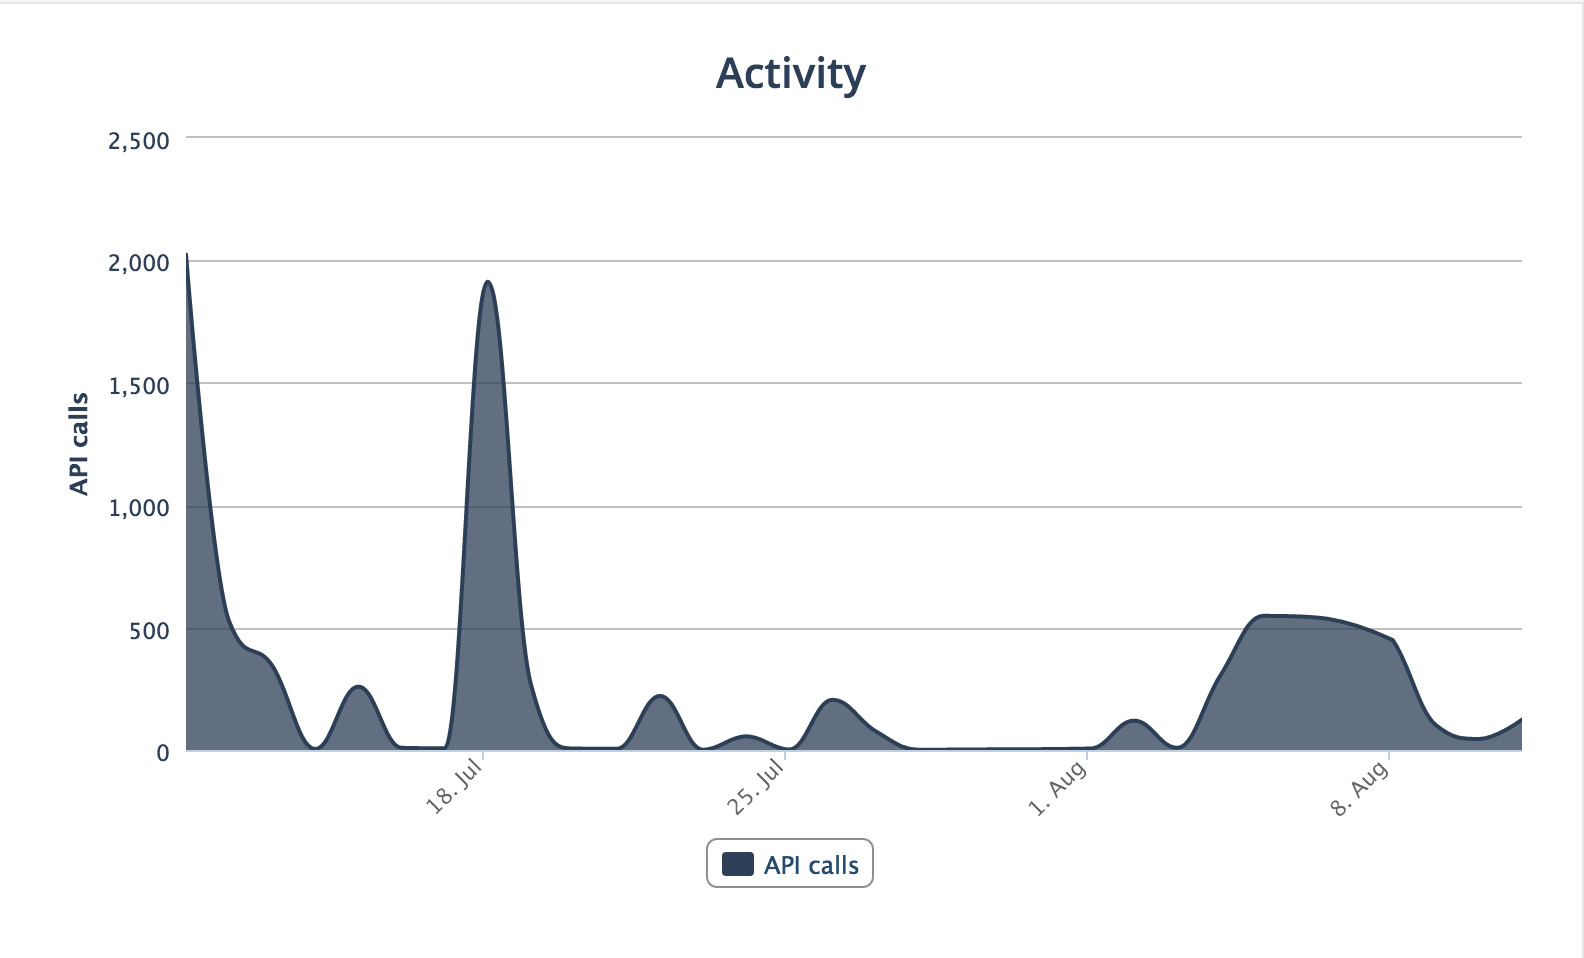 Activity
2,500
2,000
1,500
1,000
500
0
API calls
18. Jul
25. Jul
1. Aug
8. Aug
API calls